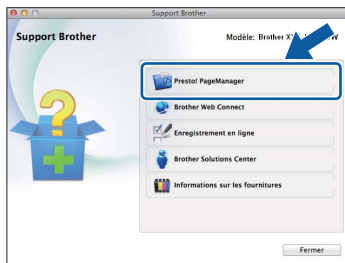 Support Brother
Support Brother
Modèle: Brother
Presto! PageManager
Brother Web Connect
Enregistrement en ligne
Brother Solutions Center
Informations sur les fournitures
Fermer